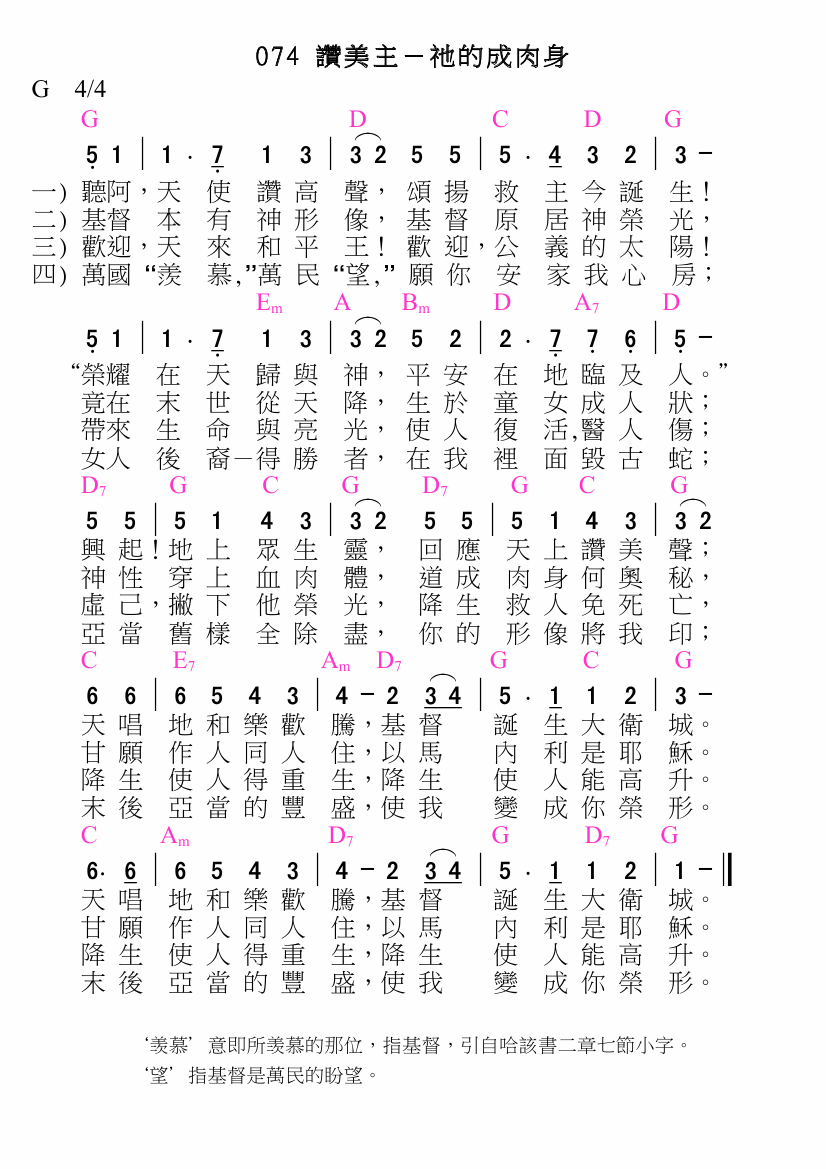 074 讚美主－祂的成肉身
G 4/4
G D C D G
5 1 | 1 · 7 1 3 | 3 2 5 5 | 5 · 4 3 2 | 3 －
一) 聽阿，天使讚高聲，頌揚救主今誕生！
二) 基督本有神形像，基督原居神榮光，
三) 歡迎，天來和平王！歡迎，公義的太陽！
四) 萬國“羨慕，”萬民“望，”願你安家我心房；
Em A Bm D A7 D
5 1 | 1 · 7 1 3 | 3 2 5 2 | 2 · 7 7 6 | 5 －
“榮耀在天歸與神，平安在地臨及人。”
竟在末世從天降，生於童女成人狀；
帶來生命與亮光，使人復活，醫人傷；
女人後裔－得勝者，在我裡面毀古蛇；
D7 G C G D7 G C G
5 5 | 5 1 4 3 | 3 2 5 5 | 5 1 4 3 | 3 2
興起！地上眾生靈，回應天上讚美聲；
神性穿上血肉體，道成肉身何奧秘，
虛己，撇下他榮光，降生救人免死亡，
亞當舊樣全除盡，你的形像將我印；
C E7 Am D7 G C G
6 6 | 6 5 4 3 | 4 － 2 3 4 | 5 · 1 1 2 | 3 －
天唱地和樂歡騰，基督誕生大衛城。
甘願作人同人住，以馬內利是耶穌。
降生使人得重生，降生使人能高升。
末後亞當的豐盛，使我變成你榮形。
C Am D7 G D7 G
6· 6 | 6 5 4 3 | 4 － 2 3 4 | 5 · 1 1 2 | 1 －
天唱地和樂歡騰，基督誕生大衛城。
甘願作人同人住，以馬內利是耶穌。
降生使人得重生，降生使人能高升。
末後亞當的豐盛，使我變成你榮形。
‘羨慕’意即所羨慕的那位，指基督，引自哈該書二章七節小字。
‘望’指基督是萬民的盼望。